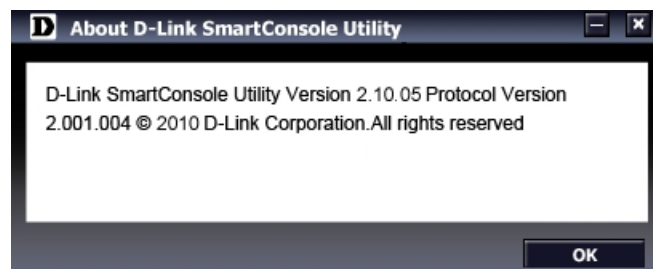 D About D-Link SmartConsole Utility
D-Link SmartConsole Utility Version 2.10.05 Protocol Version
2.001.004 © 2010 D-Link Corporation.All rights reserved
OK